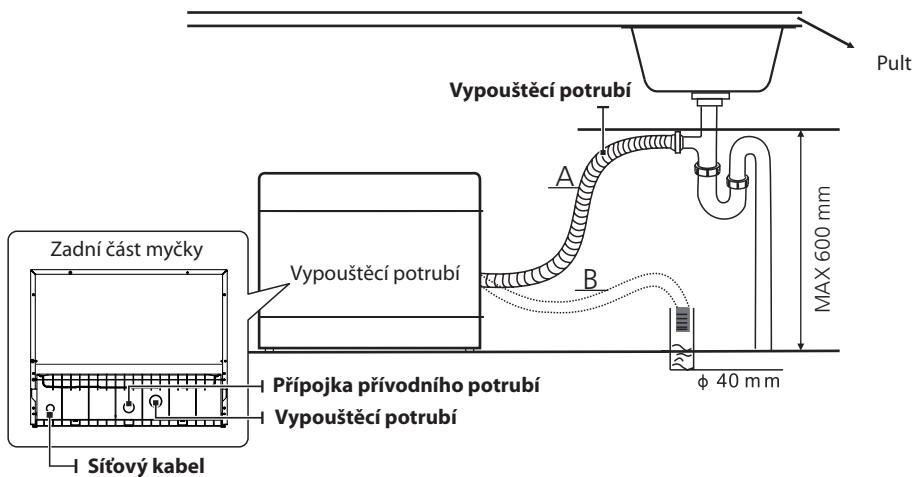 Pult
Vypouštěcí potrubí
A
MAX 600 mm
Zadní část myčky
Vypouštěcí potrubí
B
φ 40 mm
Přípojka přívodního potrubí
Vypouštěcí potrubí
Síťový kabel